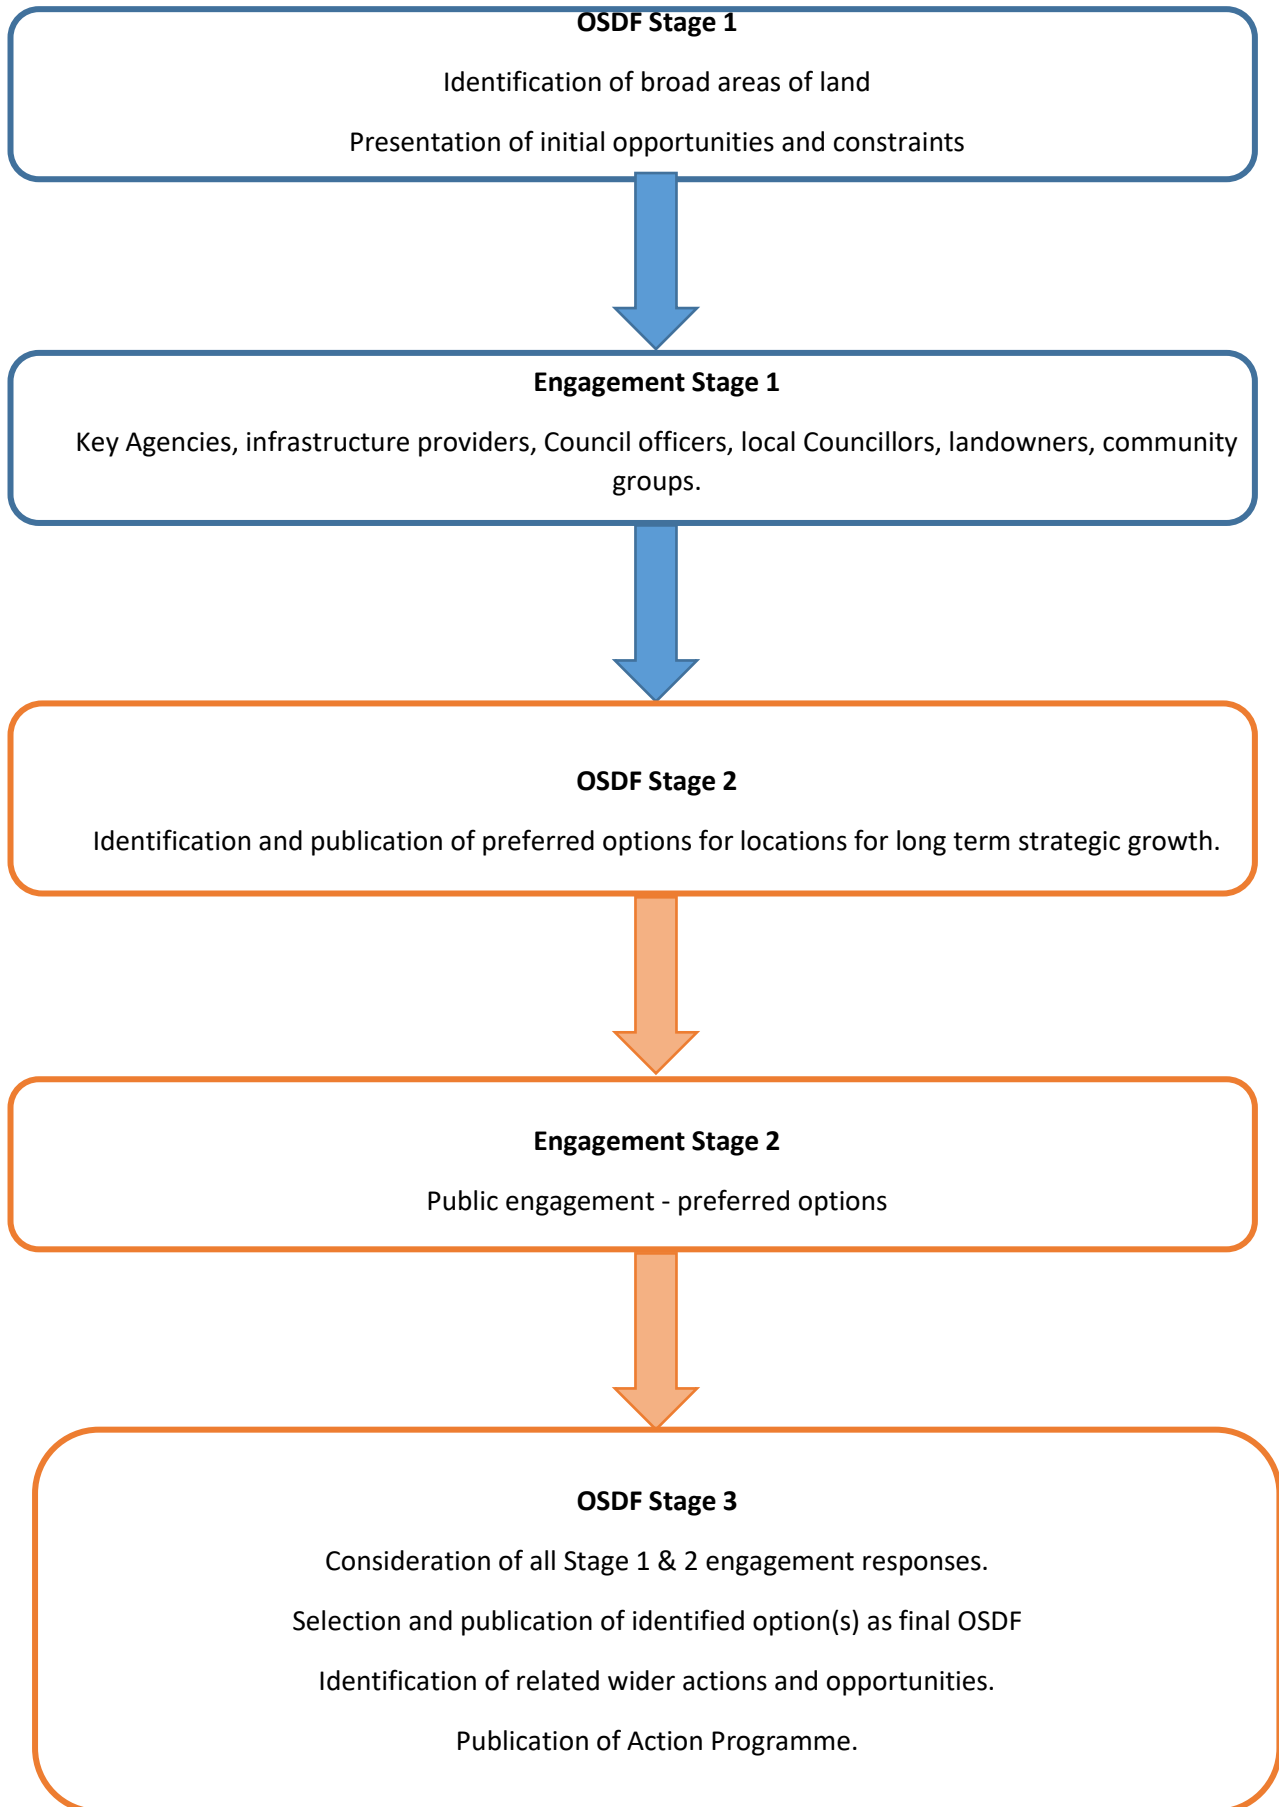 OSDF Stage 1
Identification of broad areas of land
Presentation of initial opportunities and constraints
Engagement Stage 1
Key Agencies, infrastructure providers, Council officers, local Councillors, landowners, community
groups.
OSDF Stage 2
Identification and publication of preferred options for locations for long term strategic growth.
Engagement Stage 2
Public engagement - preferred options
OSDF Stage 3
Consideration of all Stage 1 & 2 engagement responses.
Selection and publication of identified option(s) as final OSDF
Identification of related wider actions and opportunities.
Publication of Action Programme.